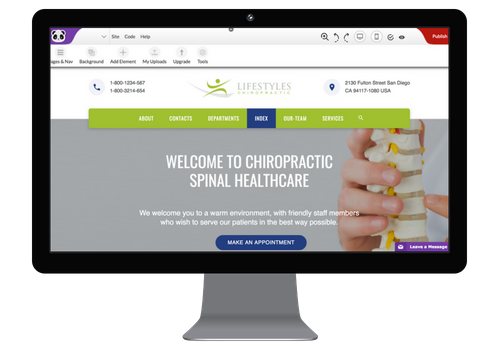 Site Code Help
Publish
ages & Nav Background Add Element My Uploads Upgrade Tools
1-800-1234-567
1-800-3214-654
LIFESTYLES
CHIROPRACTIC
2130 Fulton Street San Diego
CA 94117-1080 USA
ABOUT CONTACTS DEPARTMENTS INDEX OUR-TEAM SERVICES
WELCOME TO CHIROPRACTIC
SPINAL HEALTHCARE
We welcome you to a warm environment, with friendly staff members
who wish to serve our patients in the best way possible.
MAKE AN APPOINTMENT
Leave a Message